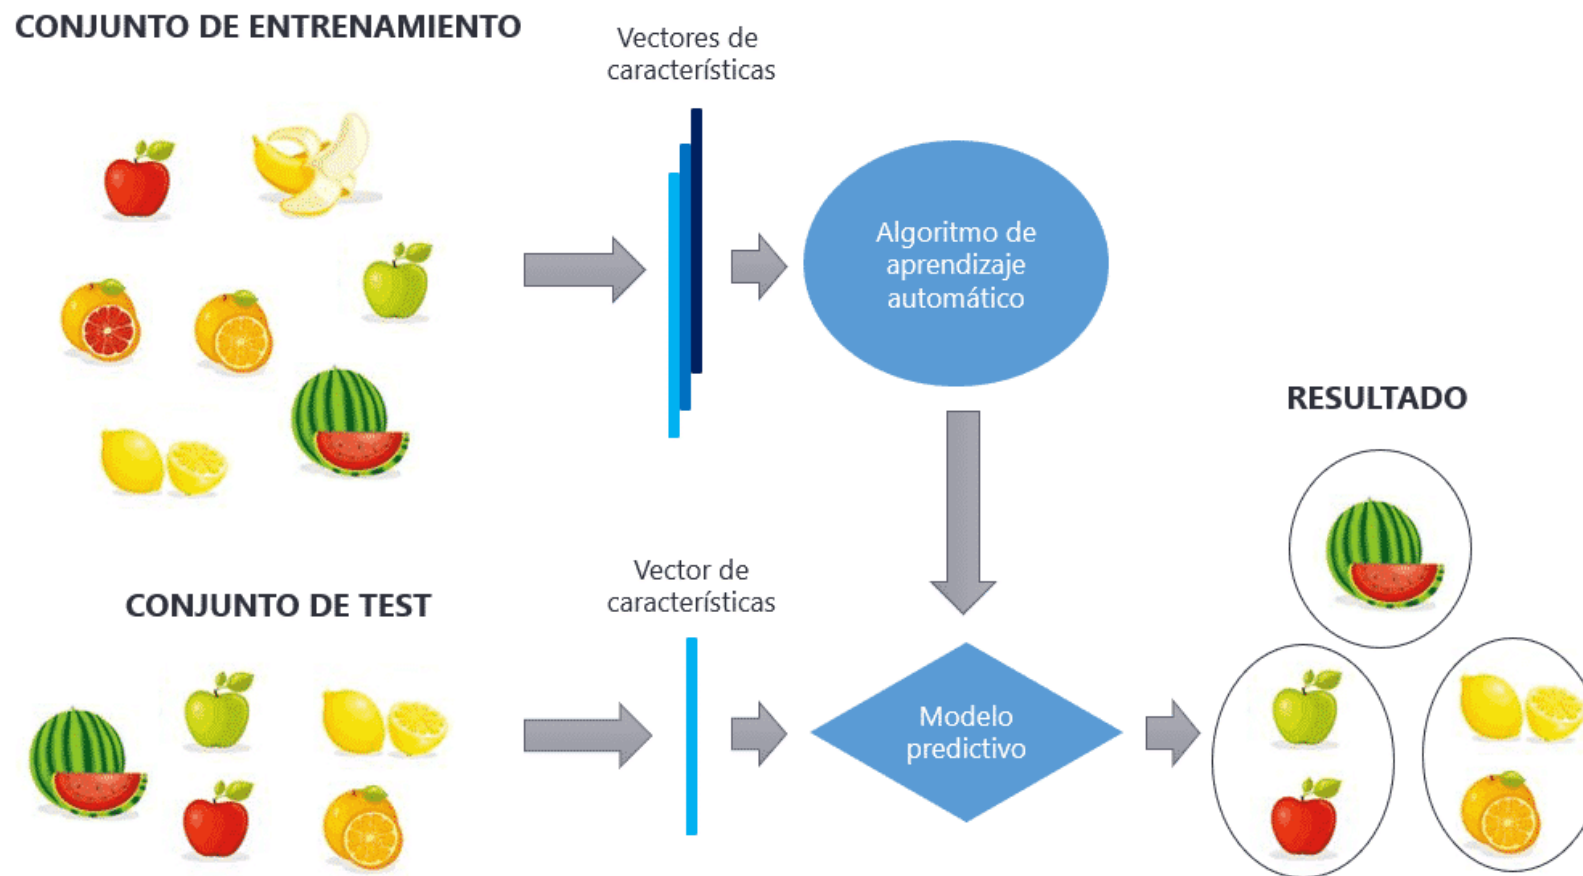 CONJUNTO DE ENTRENAMIENTO
Vectores de
características
Algoritmo de
aprendizaje
automático
RESULTADO
CONJUNTO DE TEST
Vector de
características
Modelo
predictivo